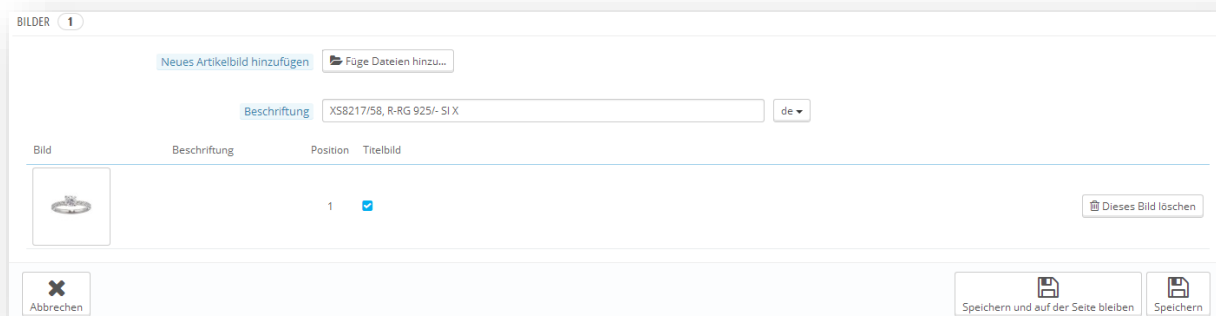 BILDER 1
Neues Artikelbild hinzufügen Füge Dateien hinzu...
Beschriftung XS8217/58, R-RG 925/- SI X de
Bild Beschriftung Position Titelbild
1 Dieses Bild löschen
Abbrechen Speichern und auf der Seite bleiben Speichern